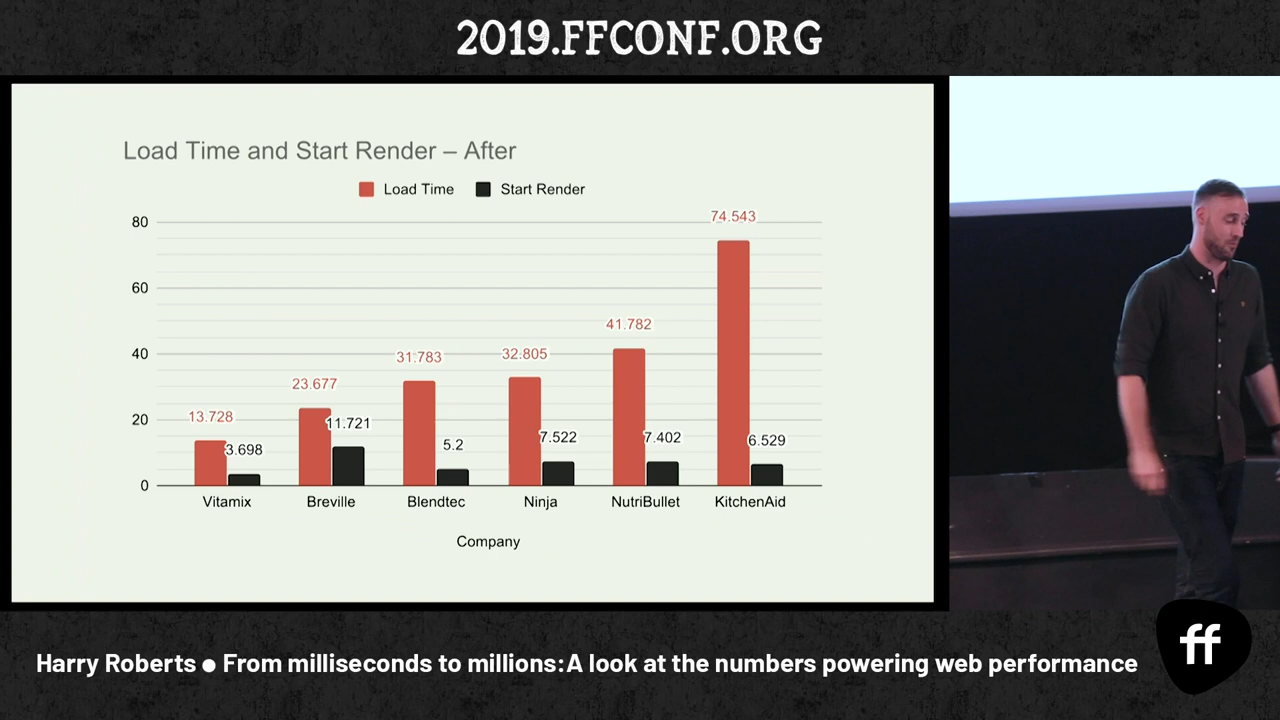 2019.FFCONF.ORG
Load Time and Start Render – After
Load Time
Start Render
80
60
40
20
0
13.728
3.698
23.677
11.721
31.783
5.2
32.805
7.522
41.782
7.402
74.543
6.529
Vitamix
Breville
Blendtec
Ninja
NutriBullet
KitchenAid
Company
Harry Roberts ● From milliseconds to millions:A look at the numbers powering web performance
ff